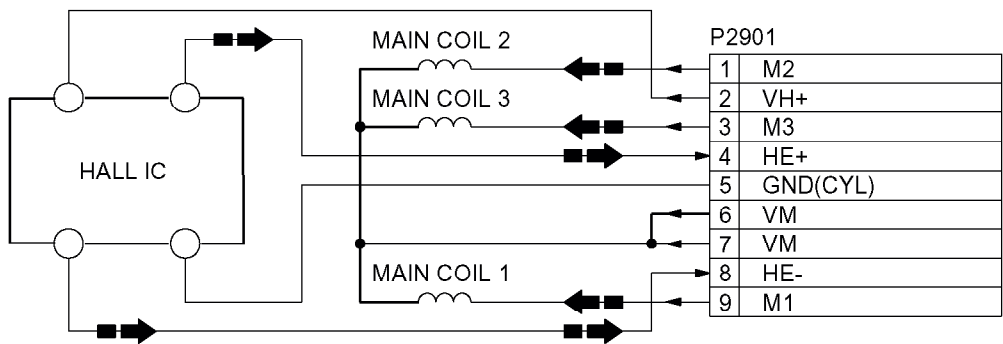 P2901
MAIN COIL 2
1 M2
2 VH+
MAIN COIL 3
3 M3
4 HE+
HALL IC
5 GND(CYL)
6 VM
7 VM
MAIN COIL 1
8 HE-
9 M1